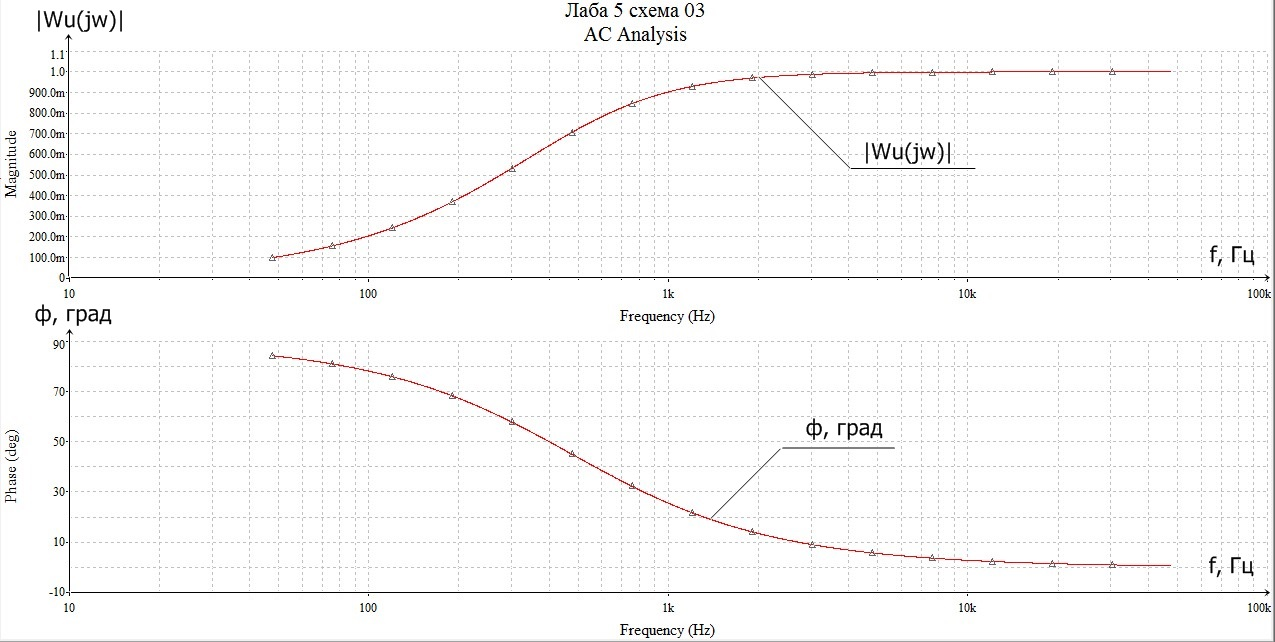 Лаба 5 схема 03
AC Analysis
|Wu(jw)|
1.1
1.0
900.0m
800.0m
700.0m
600.0m
500.0m
400.0m
300.0m
200.0m
100.0m
0
Magnitude
|Wu(jw)|
f, Гц
10 100 1k 10k 100k
Frequency (Hz)
ф, град
90
70
50
30
10
-10
Phase (deg)
ф, град
f, Гц
10 100 1k 10k 100k
Frequency (Hz)